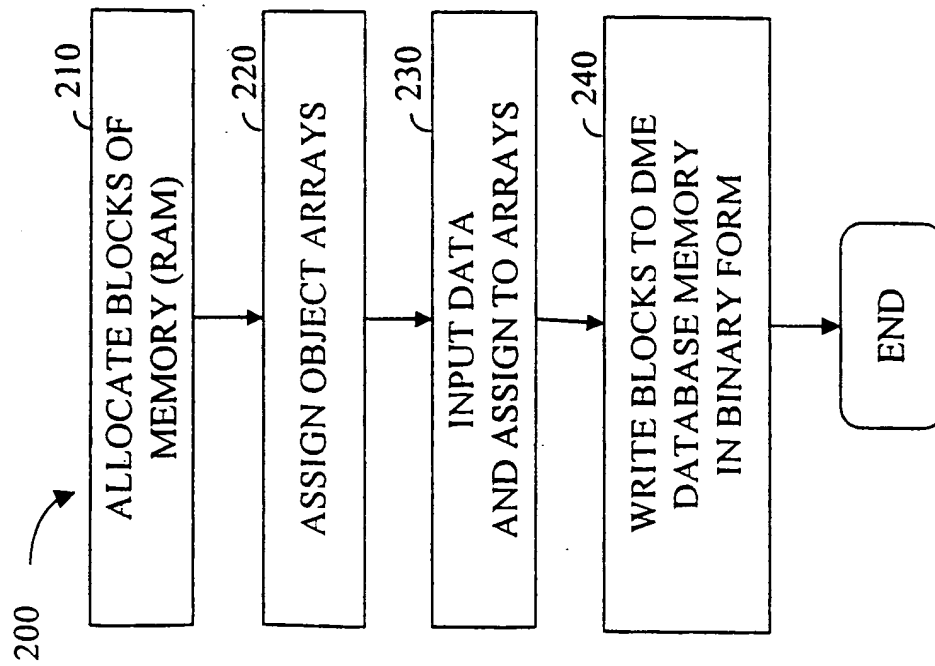 200
210
ALLOCATE BLOCKS OF
MEMORY (RAM)
220
ASSIGN OBJECT ARRAYS
230
INPUT DATA
AND ASSIGN TO ARRAYS
240
WRITE BLOCKS TO DME
DATABASE MEMORY
IN BINARY FORM
END